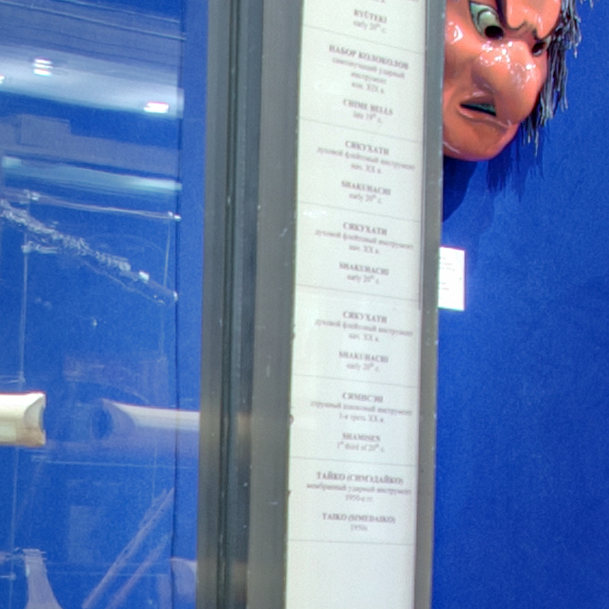 RYŪTEKI
early 20th c.
НАБОР КОЛОКОЛОВ
самозвучащий ударный
инструмент
кон. XIX в.
CHIME BELLS
late 19th c.
СЯКУХАТИ
духовой флейтовый инструмент
нач. XX в.
SHAKUHACHI
early 20th c.
СЯКУХАТИ
духовой флейтовый инструмент
нач. XX в.
SHAKUHACHI
early 20th c.
СЯКУХАТИ
духовой флейтовый инструмент
нач. XX в.
SHAKUHACHI
early 20th c.
СЯМИСЭН
струнный щипковый инструмент
1-я треть XX в.
SHAMISEN
1st third of 20th c.
ТАЙКО (СИМЭДАЙКО)
мембранный ударный инструмент
1950-е гг.
TAIKO (SIMEDAIKO)
1950s